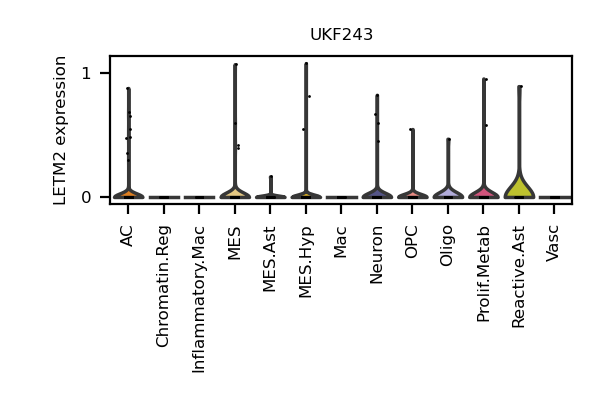 UKF243
LETM2 expression
1
0
AC
Chromatin.Reg
Inflammatory.Mac
MES
MES.Ast
MES.Hyp
Mac
Neuron
OPC
Oligo
Prolif.Metab
Reactive.Ast
Vasc